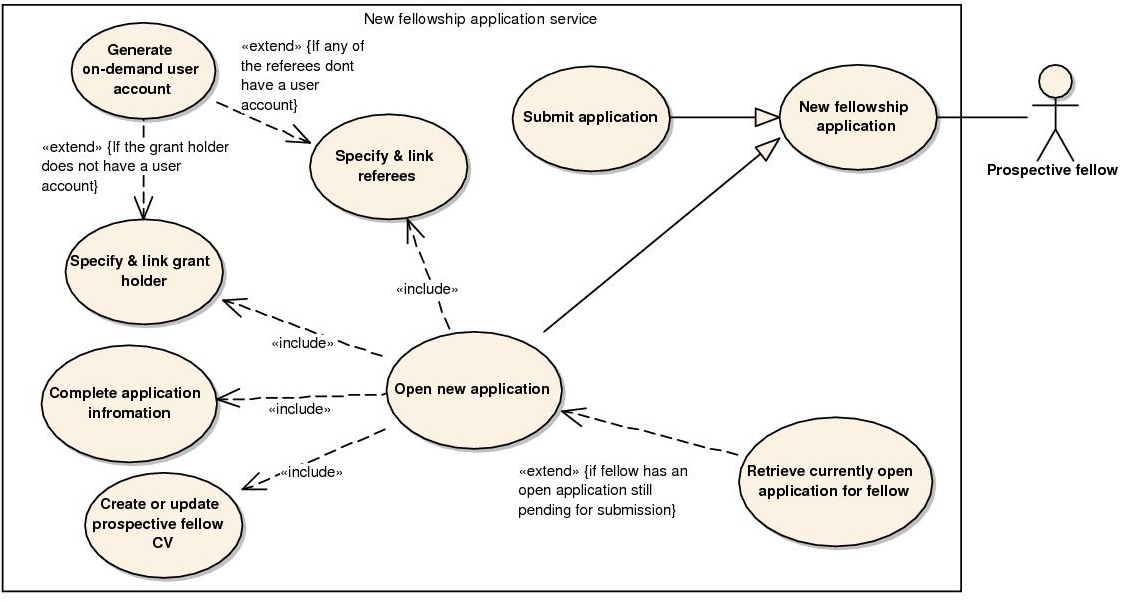 New fellowship application service
Generate
on-demand user
account
«extend» {If any of
the referees dont
have a user
account}
Submit application
New fellowship
application
Prospective fellow
«extend» {If the grant holder
does not have a user
account}
Specify & link
referees
Specify & link grant
holder
«include»
«include»
Complete application
infromation
«include»
Open new application
«include»
Create or update
prospective fellow
CV
«extend» {if fellow has an
open application still
pending for submission}
Retrieve currently open
application for fellow